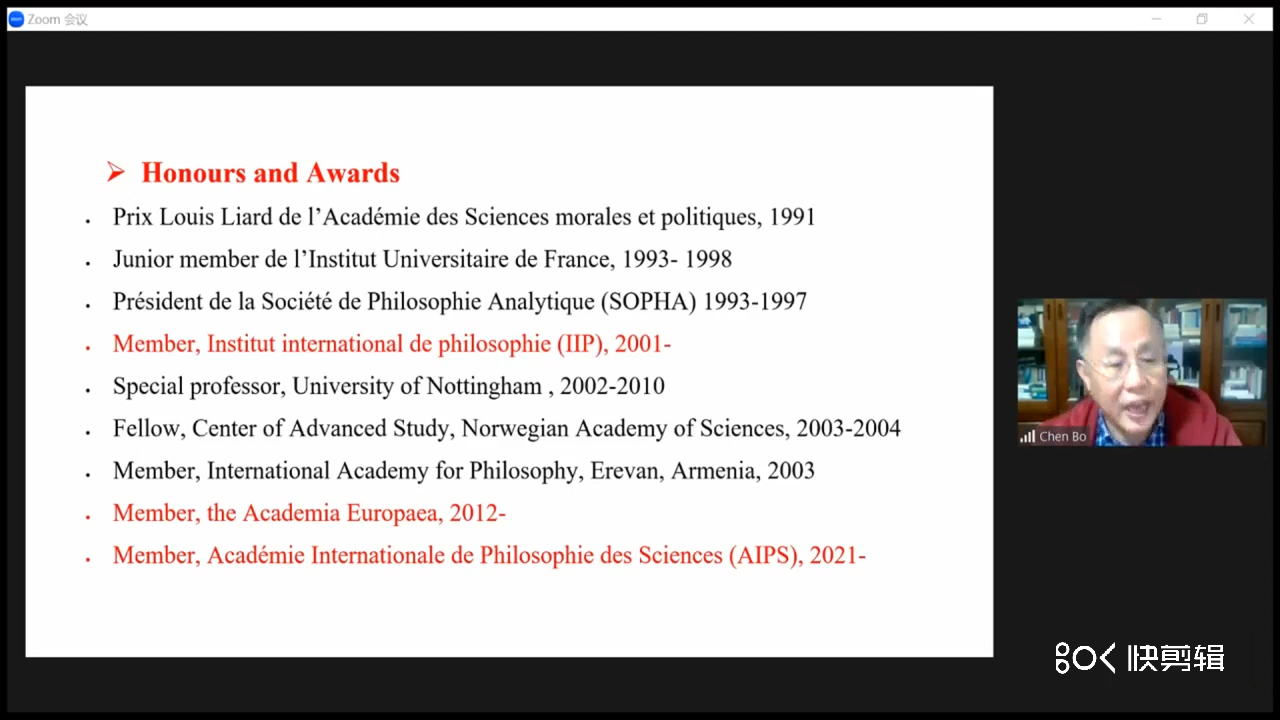 Zoom 会议
Honours and Awards
Prix Louis Liard de l’Académie des Sciences morales et politiques, 1991
Junior member de l’Institut Universitaire de France, 1993- 1998
Président de la Société de Philosophie Analytique (SOPHA) 1993-1997
Member, Institut international de philosophie (IIP), 2001-
Special professor, University of Nottingham , 2002-2010
Fellow, Center of Advanced Study, Norwegian Academy of Sciences, 2003-2004
Member, International Academy for Philosophy, Erevan, Armenia, 2003
Member, the Academia Europaea, 2012-
Member, Académie Internationale de Philosophie des Sciences (AIPS), 2021-
Chen Bo
快剪辑